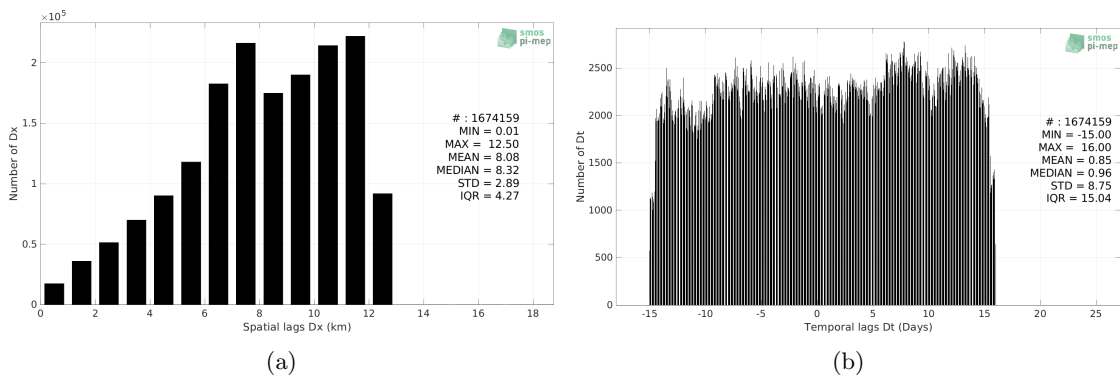 ×10⁵
2
1.5
1
0.5
0
Number of Dx
0 2 4 6 8 10 12 14 16 18
Spatial lags Dx (km)
smos
pi-mep
# : 1674159
MIN = 0.01
MAX = 12.50
MEAN = 8.08
MEDIAN = 8.32
STD = 2.89
IQR = 4.27
(a)
2500
2000
1500
1000
500
0
Number of Dt
-15 -10 -5 0 5 10 15 20 25
Temporal lags Dt (Days)
smos
pi-mep
# : 1674159
MIN = -15.00
MAX = 16.00
MEAN = 0.85
MEDIAN = 0.96
STD = 8.75
IQR = 15.04
(b)